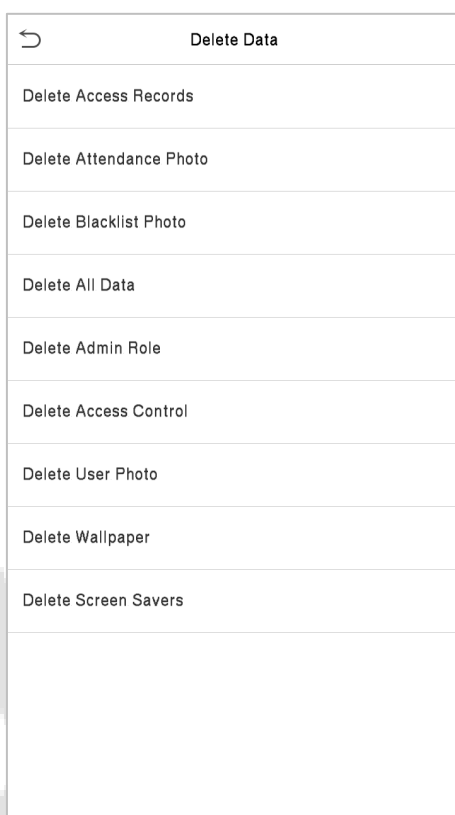 Delete Data
Delete Access Records
Delete Attendance Photo
Delete Blacklist Photo
Delete All Data
Delete Admin Role
Delete Access Control
Delete User Photo
Delete Wallpaper
Delete Screen Savers